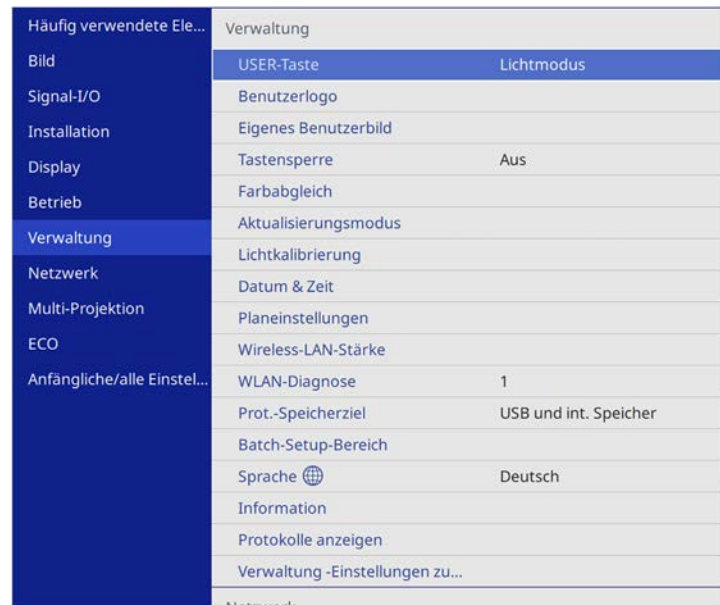 Häufig verwendete Ele...
Bild
Signal-I/O
Installation
Display
Betrieb
Verwaltung
Netzwerk
Multi-Projektion
ECO
Anfängliche/alle Einstel...
Verwaltung
USER-Taste Lichtmodus
Benutzerlogo
Eigenes Benutzerbild
Tastensperre Aus
Farbabgleich
Aktualisierungsmodus
Lichtkalibrierung
Datum & Zeit
Planeinstellungen
Wireless-LAN-Stärke
WLAN-Diagnose 1
Prot.-Speicherziel USB und int. Speicher
Batch-Setup-Bereich
Sprache Deutsch
Information
Protokolle anzeigen
Verwaltung -Einstellungen zu...
Netzwerk